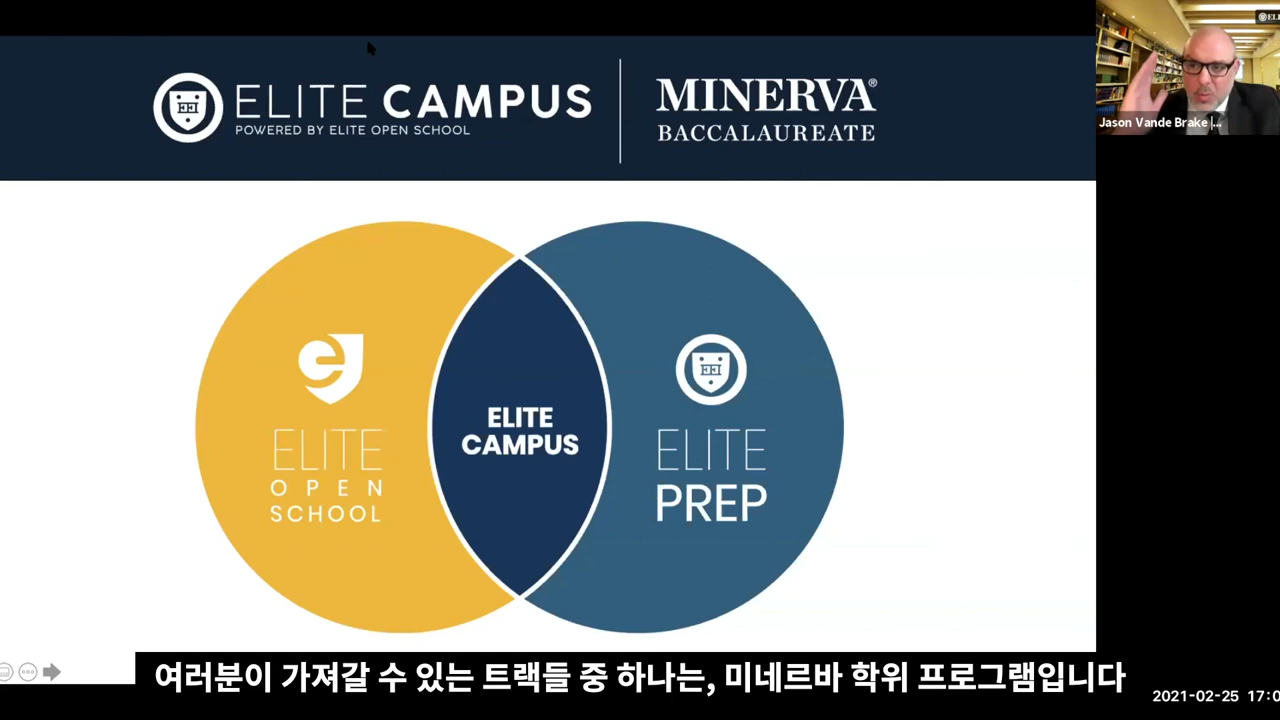 ELITE CAMPUS
POWERED BY ELITE OPEN SCHOOL
MINERVA®
BACCALAUREATE
Jason Vande Brake |...
ELITE
OPEN
SCHOOL
ELITE
CAMPUS
ELITE
PREP
여러분이 가져갈 수 있는 트랙들 중 하나는, 미네르바 학위 프로그램입니다
2021-02-25 17:0